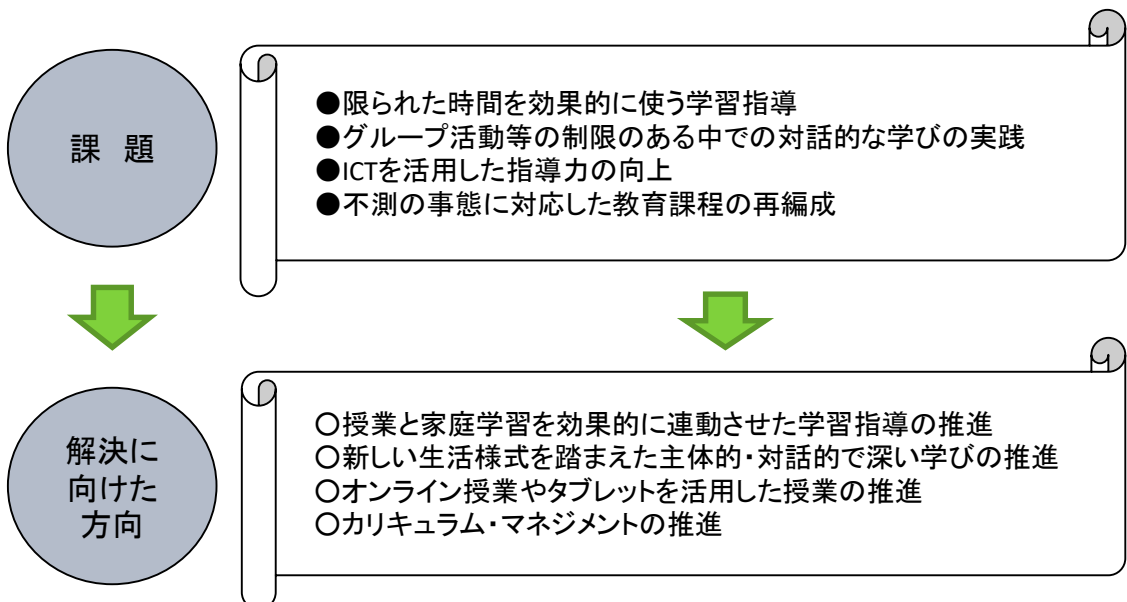 課 題
●限られた時間を効果的に使う学習指導
●グループ活動等の制限のある中での対話的な学びの実践
●ICTを活用した指導力の向上
●不測の事態に対応した教育課程の再編成
解決に
向けた
方向
○授業と家庭学習を効果的に連動させた学習指導の推進
○新しい生活様式を踏まえた主体的・対話的で深い学びの推進
○オンライン授業やタブレットを活用した授業の推進
○カリキュラム・マネジメントの推進